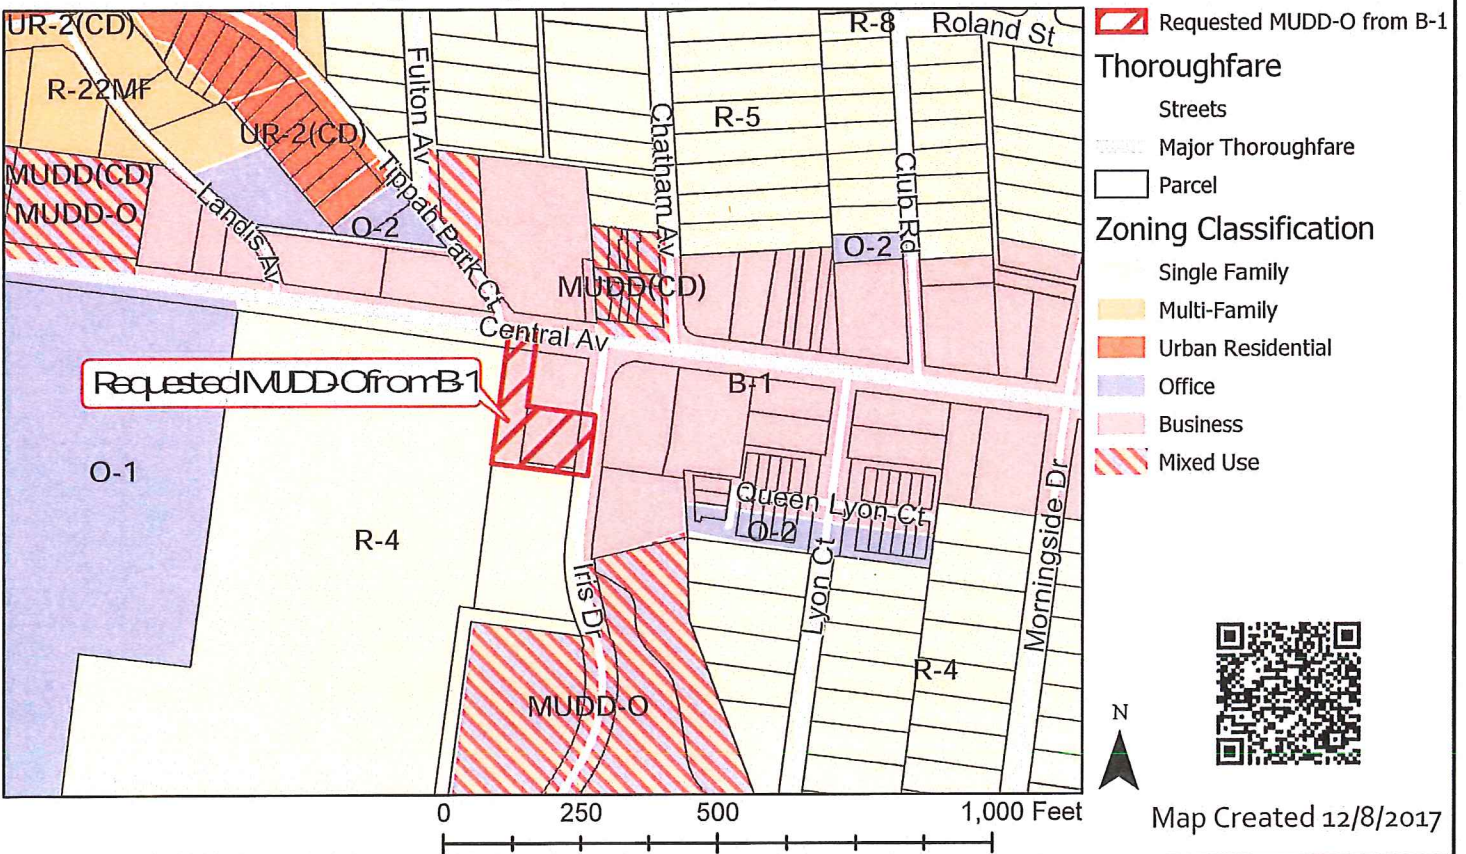 UR-2(CD)
R-8
Roland St
R-22MF
Fulton Av
Chatham Av
R-5
UR-2(CD)
Club Rd
Tippah Park Ct
MUDD(CD)
MUDD-O
Landis Av
O-2
O-2
MUDD(CD)
Central Av
Requested MUDD-O from B-1
B-1
O-1
Queen Lyon Ct
O-2
R-4
Iris Dr
Lyon Ct
Morningside Dr
R-4
MUDD-O
0 250 500 1,000 Feet
Requested MUDD-O from B-1
Thoroughfare
Streets
Major Thoroughfare
Parcel
Zoning Classification
Single Family
Multi-Family
Urban Residential
Office
Business
Mixed Use
N
Map Created 12/8/2017